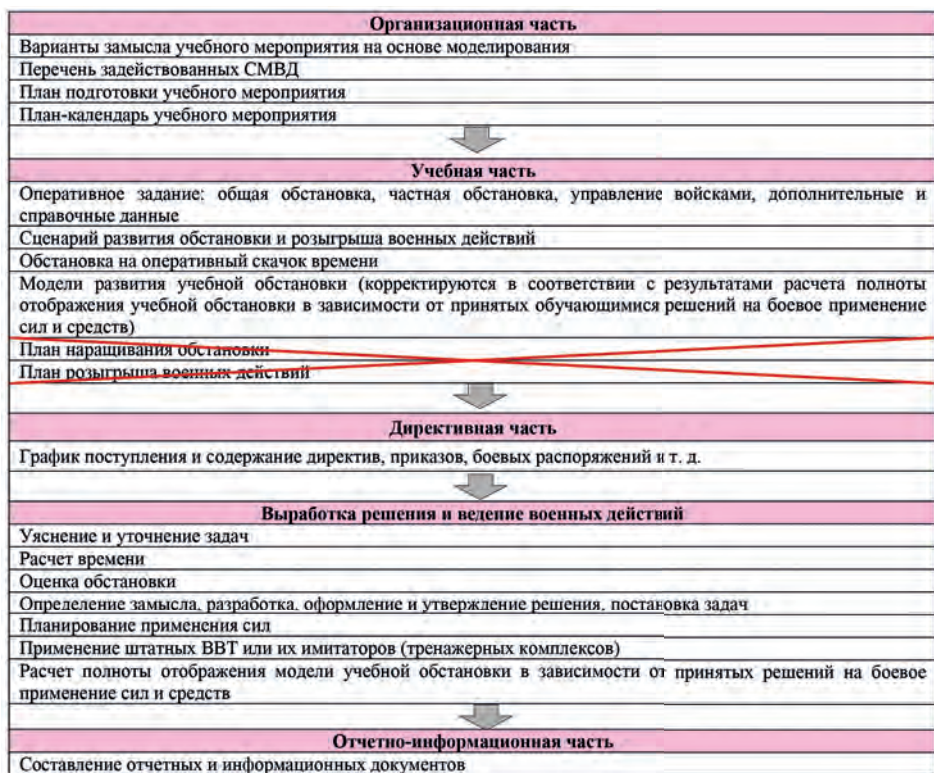 Организационная часть
Варианты замысла учебного мероприятия на основе моделирования
Перечень задействованных СМВД
План подготовки учебного мероприятия
План-календарь учебного мероприятия
Учебная часть
Оперативное задание: общая обстановка, частная обстановка, управление войсками, дополнительные и
справочные данные
Сценарий развития обстановки и розыгрыша военных действий
Обстановка на оперативный скачок времени
Модели развития учебной обстановки (корректируются в соответствии с результатами расчета полноты
отображения учебной обстановки в зависимости от принятых обучающимися решений на боевое применение
сил и средств)
План наращивания обстановки
План розыгрыша военных действий
Директивная часть
График поступления и содержание директив, приказов, боевых распоряжений и т. д.
Выработка решения и ведение военных действий
Уяснение и уточнение задач
Расчет времени
Оценка обстановки
Определение замысла, разработка, оформление и утверждение решения, постановка задач
Планирование применения сил
Применение штатных ВВТ или их имитаторов (тренажерных комплексов)
Расчет полноты отображения модели учебной обстановки в зависимости от принятых решений на боевое
применение сил и средств
Отчетно-информационная часть
Составление отчетных и информационных документов